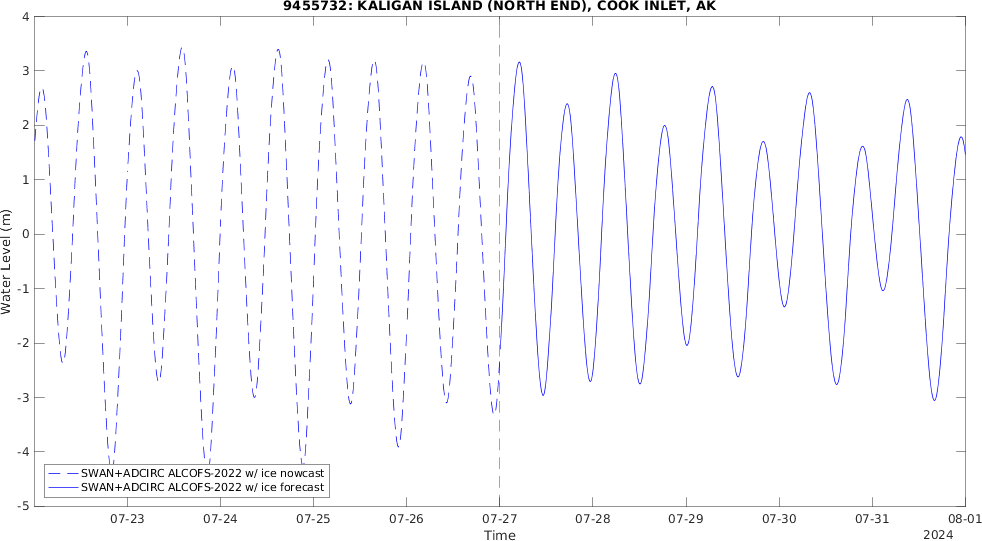 9455732: KALIGAN ISLAND (NORTH END), COOK INLET, AK
4
3
2
1
0
-1
-2
-3
-4
-5
Water Level (m)
SWAN+ADCIRC ALCOFS-2022 w/ ice nowcast
SWAN+ADCIRC ALCOFS-2022 w/ ice forecast
07-23 07-24 07-25 07-26 07-27 07-28 07-29 07-30 07-31 08-01
Time
2024